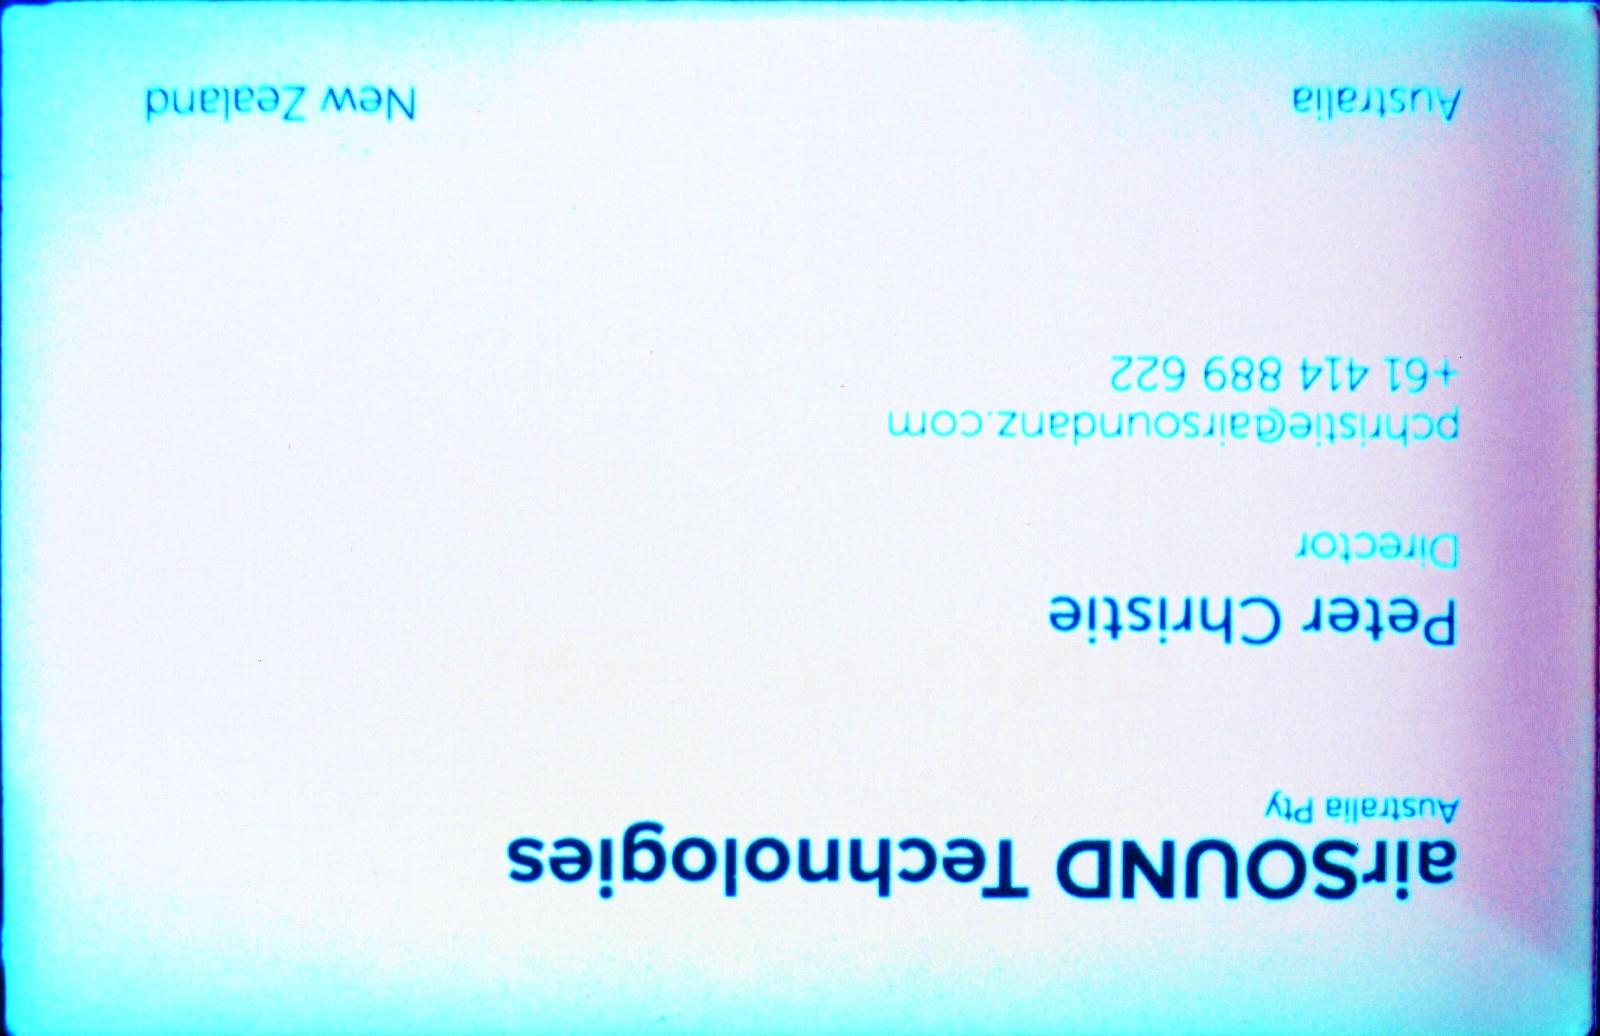 airSOUND Technologies
Australia Pty
Peter Christie
Director
pchristie@airsoundanz.com
+61 414 889 622
Australia
New Zealand